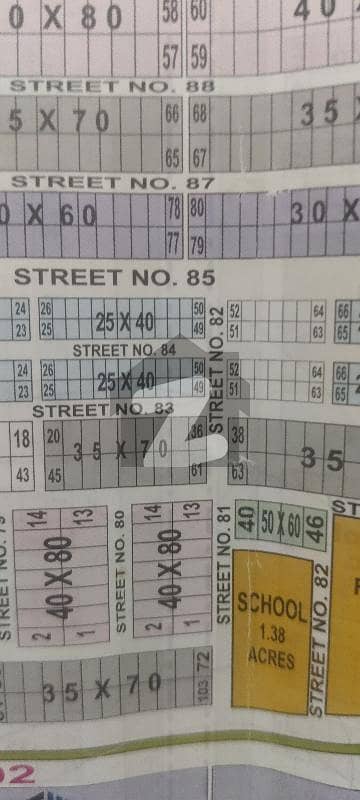 0 X 80 58 60 40
57 59
STREET NO. 88
5 X 70 66 68 35
65 67
STREET NO. 87
0 X 60 78 80 30 X
77 79
STREET NO. 85
24 26 25 X 40 50 52 64 66
23 25 49 51 63 65
STREET NO. 82
STREET NO. 84
24 26 25 X 40 50 52 64 66
23 25 49 51 63 65
STREET NO. 83
18 20 35 X 70 36 38 35
43 45 61 63
14 13
40 X 80
2 1
STREET NO. 80
14 13
40 X 80
2 1
STREET NO. 81
40 50 X 60 46
ST
SCHOOL
1.38
ACRES
STREET NO. 82
35 X 70 72
103
02